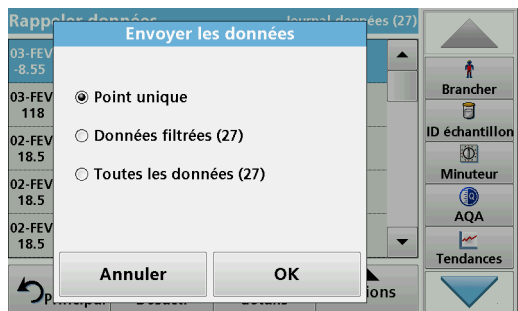 Rappeler données Journal données (27)
Envoyer les données
03-FEV
-8.55
03-FEV
118
02-FEV
18.5
02-FEV
18.5
02-FEV
18.5
Point unique
Données filtrées (27)
Toutes les données (27)
Annuler OK
Brancher
ID échantillon
Minuteur
AQA
Tendances